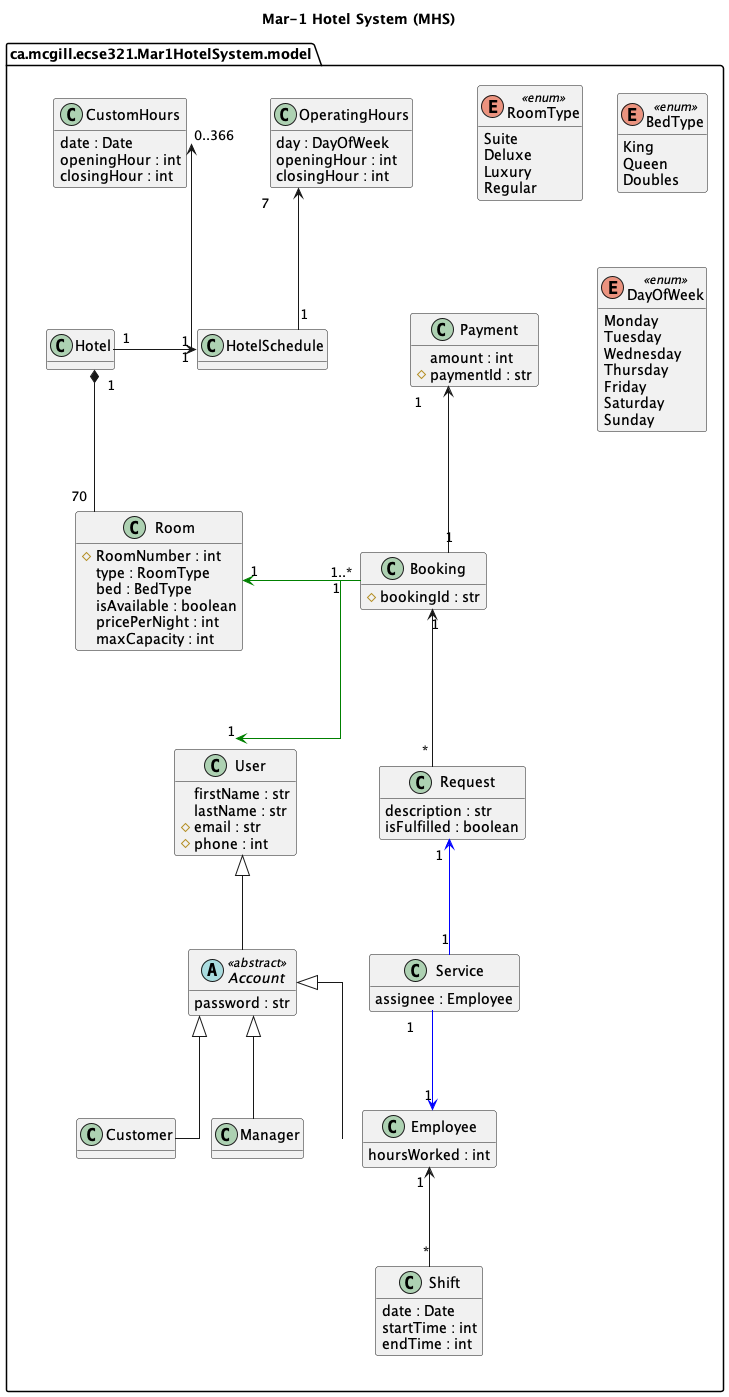 Mar-1 Hotel System (MHS)
ca.mcgill.ecse321.Mar1HotelSystem.model
C CustomHours
date : Date
openingHour : int
closingHour : int
C OperatingHours
day : DayOfWeek
openingHour : int
closingHour : int
E «enum»
RoomType
Suite
Deluxe
Luxury
Regular
E «enum»
BedType
King
Queen
Doubles
0..366
7
E «enum»
DayOfWeek
Monday
Tuesday
Wednesday
Thursday
Friday
Saturday
Sunday
1
C Hotel
1
1
1
C HotelSchedule
C Payment
amount : int
paymentId : str
1
1
70
1
C Room
RoomNumber : int
type : RoomType
bed : BedType
isAvailable : boolean
pricePerNight : int
maxCapacity : int
1
1..*
1
C Booking
bookingId : str
1
1
*
C User
firstName : str
lastName : str
email : str
phone : int
C Request
description : str
isFulfilled : boolean
1
1
A «abstract»
Account
password : str
C Service
assignee : Employee
1
1
C Customer
C Manager
C Employee
hoursWorked : int
1
*
C Shift
date : Date
startTime : int
endTime : int